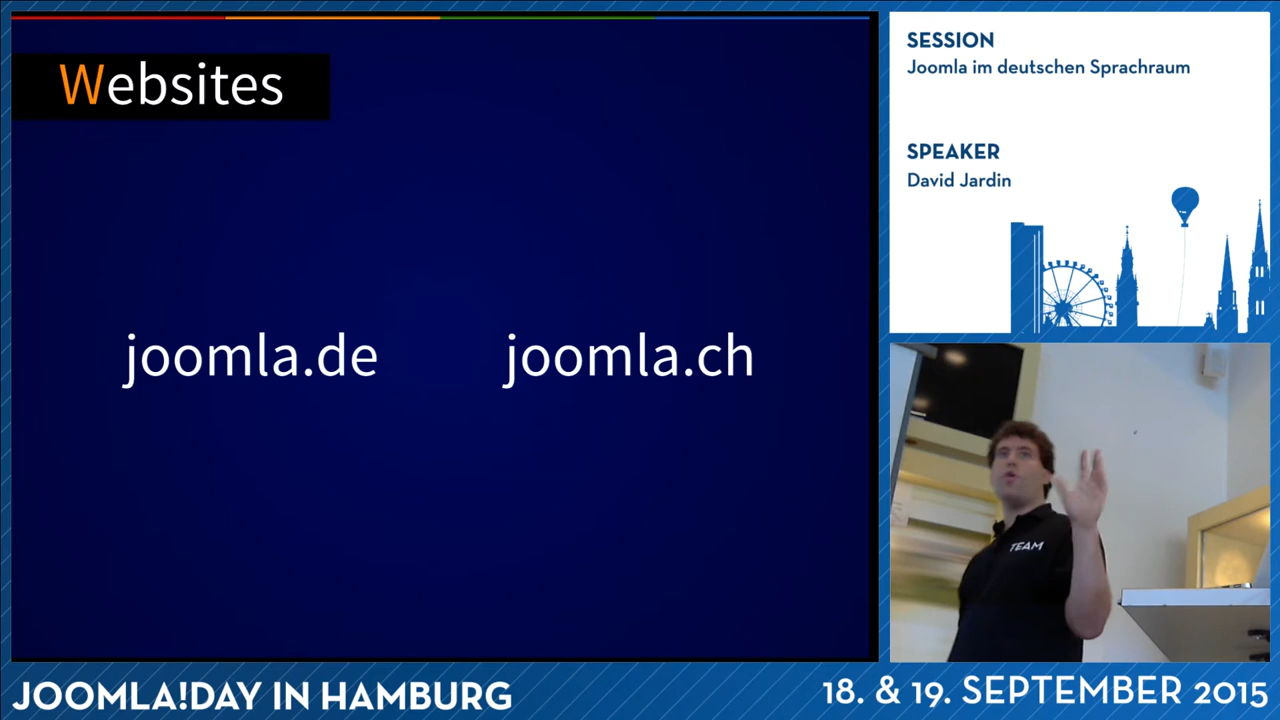 Websites
joomla.de
joomla.ch
SESSION
Joomla im deutschen Sprachraum
SPEAKER
David Jardin
TEAM
JOOMLA!DAY IN HAMBURG
18. & 19. SEPTEMBER 2015